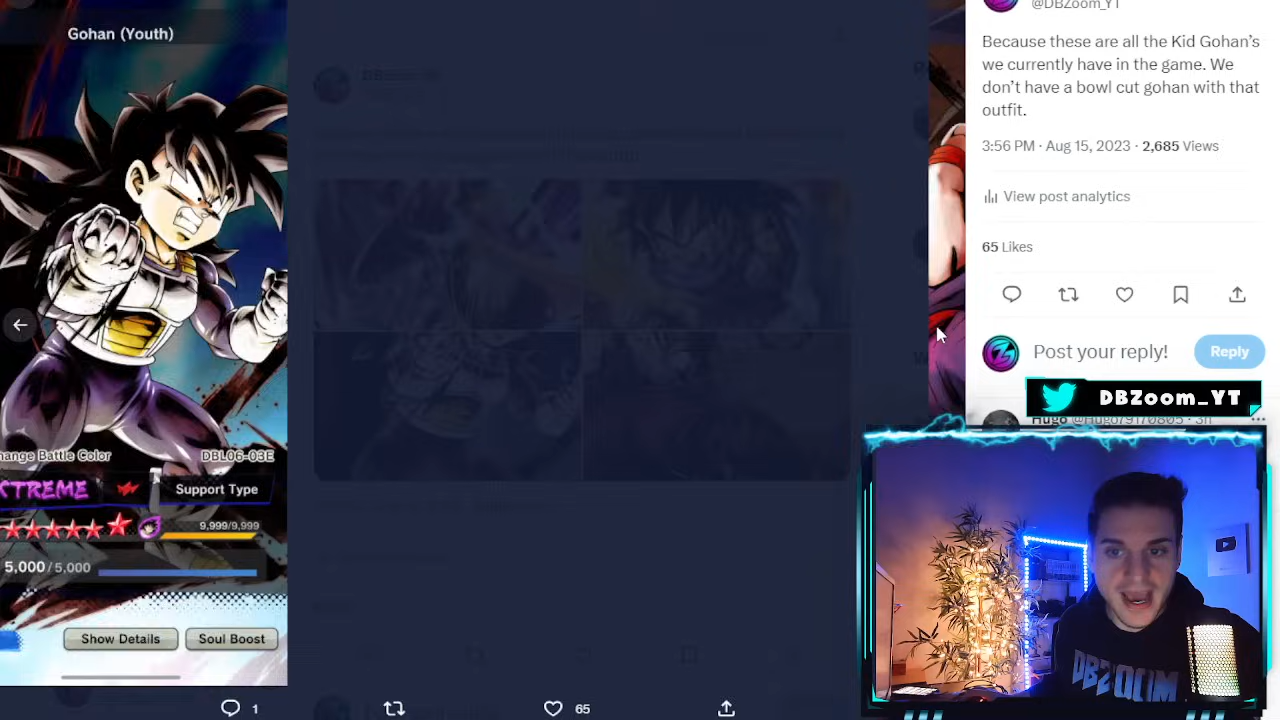 Gohan (Youth)
hange Battle Color
DBL06-03E
XTREME
Support Type
9,999/9,999
5,000/5,000
Show Details
Soul Boost
1
65
@DBZoom_YT
Because these are all the Kid Gohan's
we currently have in the game. We
don't have a bowl cut gohan with that
outfit.
3:56 PM · Aug 15, 2023 · 2,685 Views
View post analytics
65 Likes
Post your reply!
Reply
DBZoom_YT
DBZOOM